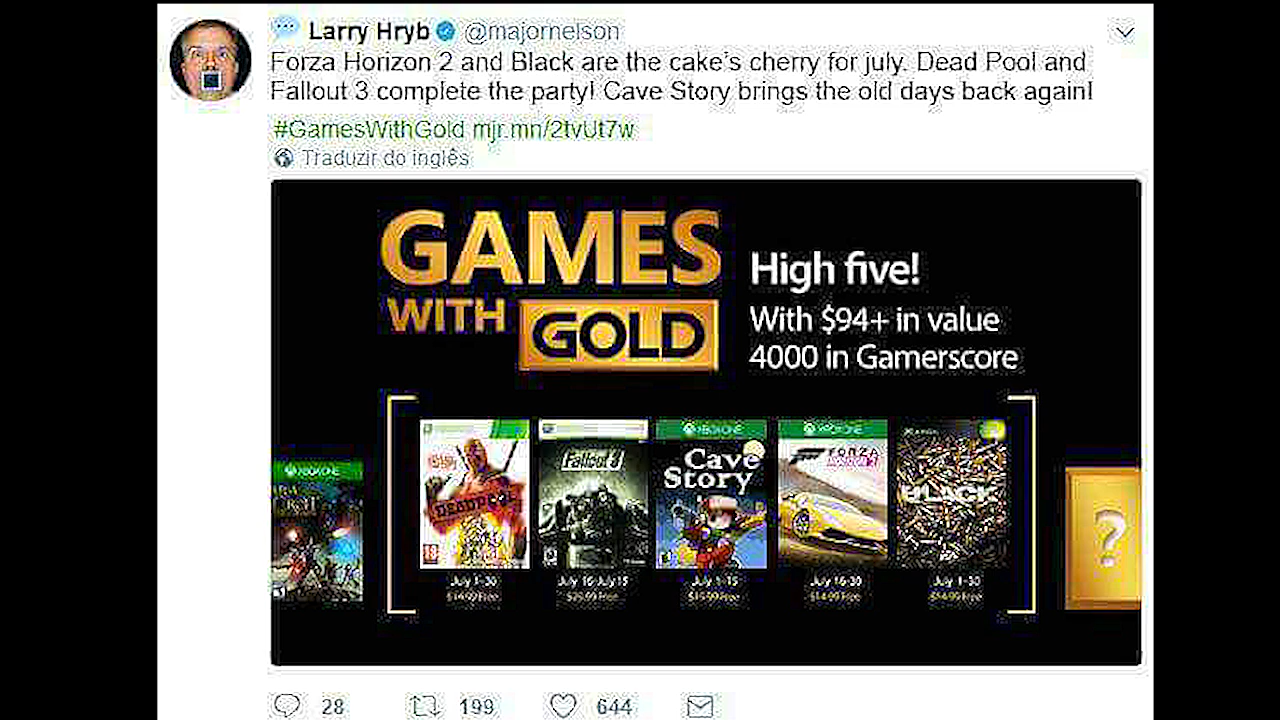 Larry Hryb @majornelson
Forza Horizon 2 and Black are the cake's cherry for july. Dead Pool and
Fallout 3 complete the party! Cave Story brings the old days back again!
#GamesWithGold mjr.mn/2tvUt7w
Traduzir do inglês
GAMES
WITH GOLD
High five!
With $94+ in value
4000 in Gamerscore
XBOX ONE
DEADPOOL
Fallout 3
XBOX ONE
Cave
Story
XBOX ONE
FORZA
BLACK
?
July 1-30
July 16-July 15
July 1-15
July 16-30
July 1-30
28 199 644